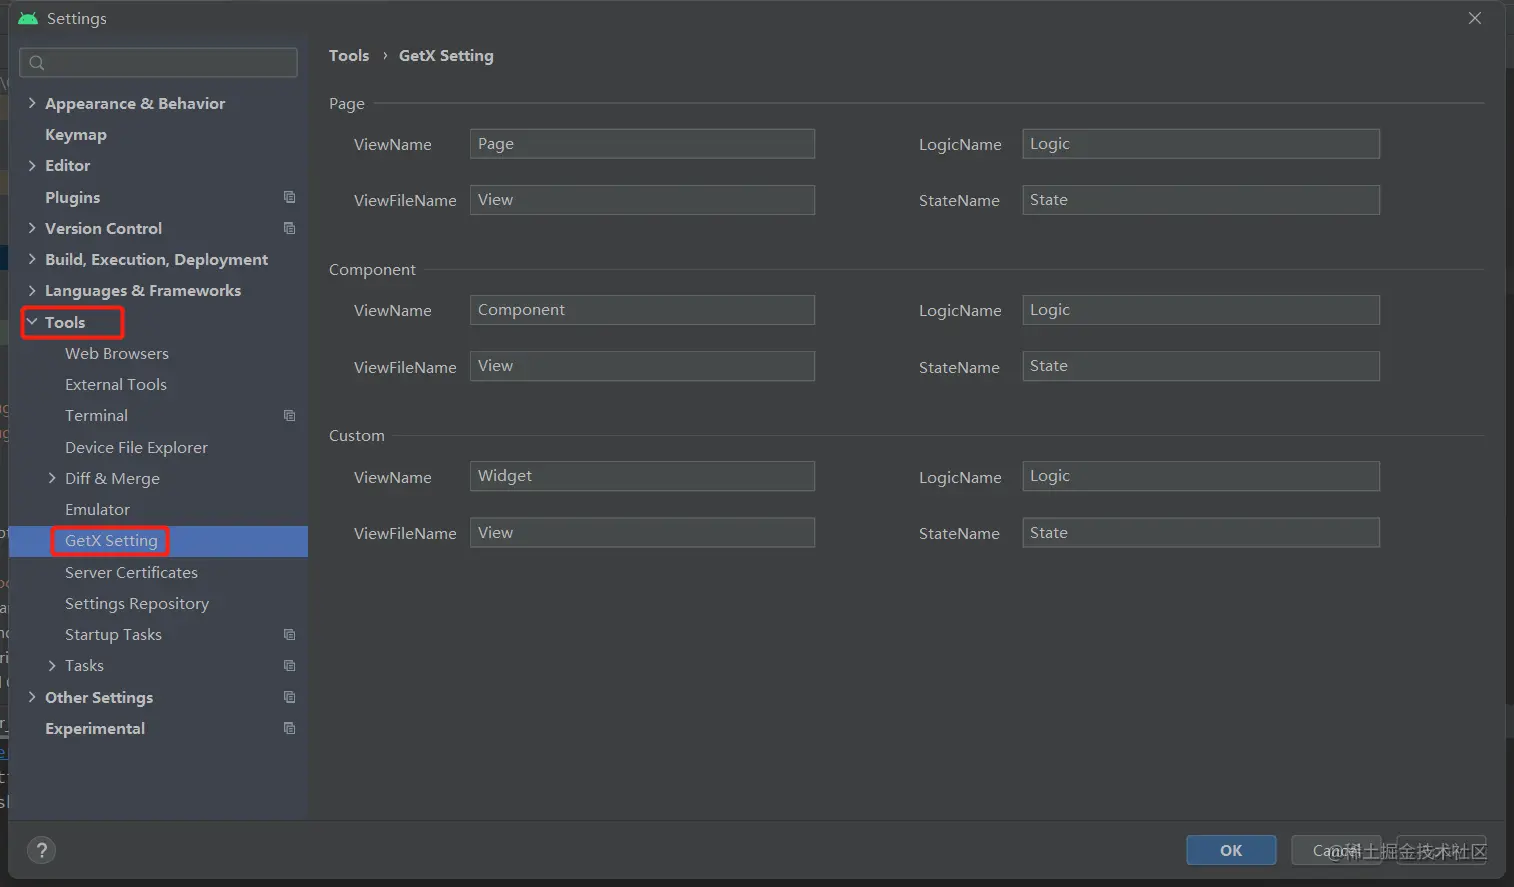 Settings
Tools › GetX Setting
Appearance & Behavior
Keymap
Editor
Plugins
Version Control
Build, Execution, Deployment
Languages & Frameworks
Tools
Web Browsers
External Tools
Terminal
Device File Explorer
Diff & Merge
Emulator
GetX Setting
Server Certificates
Settings Repository
Startup Tasks
Tasks
Other Settings
Experimental
Page
ViewName Page LogicName Logic
ViewFileName View StateName State
Component
ViewName Component LogicName Logic
ViewFileName View StateName State
Custom
ViewName Widget LogicName Logic
ViewFileName View StateName State
? OK Cancel
@稀土掘金技术社区